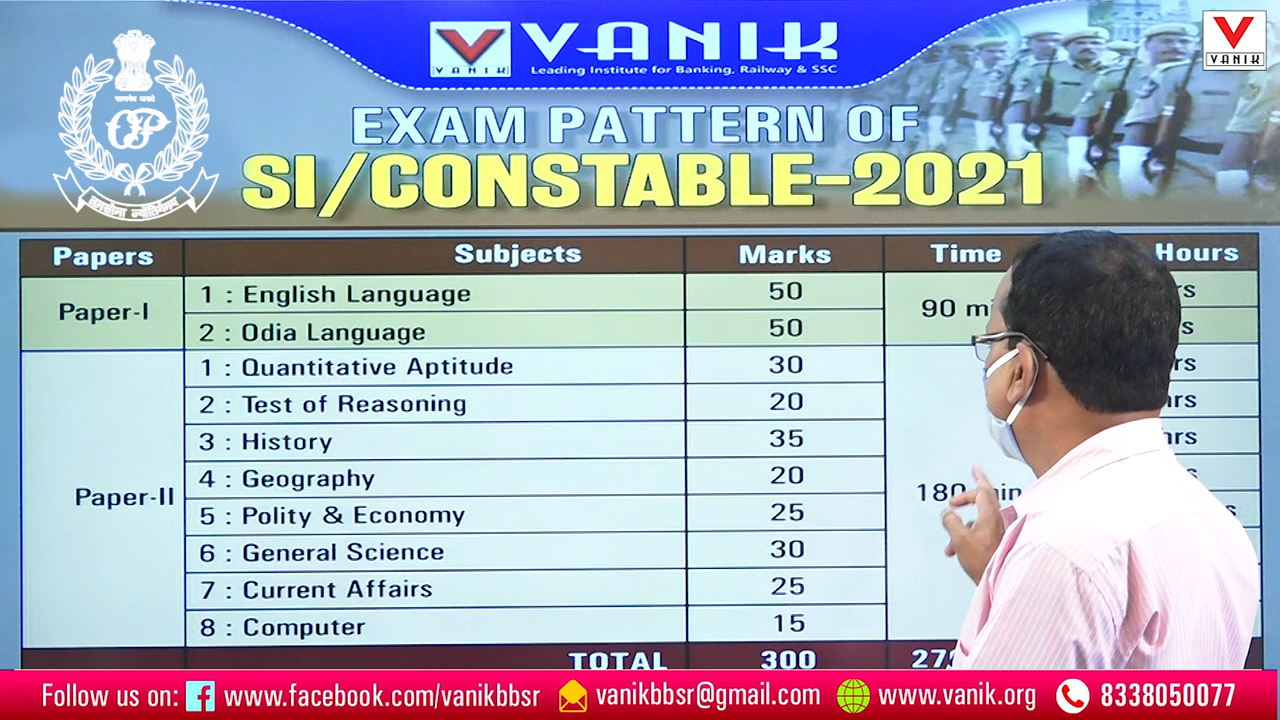 VANIK
VANIK
Leading Institute for Banking, Railway & SSC
VANIK
EXAM PATTERN OF
SI/CONSTABLE-2021
OP
Papers Subjects Marks Time Hours
Paper-I
1 : English Language 50
90
2 : Odia Language 50
Paper-II
1 : Quantitative Aptitude 30
2 : Test of Reasoning 20
3 : History 35
4 : Geography 20
180
5 : Polity & Economy 25
6 : General Science 30
7 : Current Affairs 25
8 : Computer 15
TOTAL 300
Follow us on: www.facebook.com/vanikbbsr vanikbbsr@gmail.com www.vanik.org 8338050077